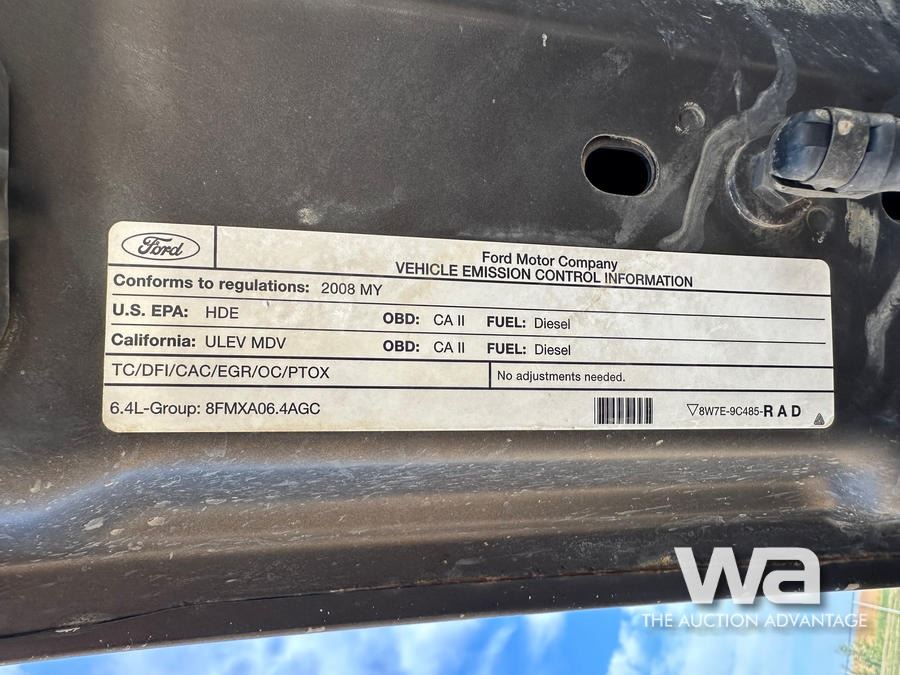 Ford
Ford Motor Company
VEHICLE EMISSION CONTROL INFORMATION
Conforms to regulations: 2008 MY
U.S. EPA: HDE OBD: CA II FUEL: Diesel
California: ULEV MDV OBD: CA II FUEL: Diesel
TC/DFI/CAC/EGR/OC/PTOX No adjustments needed.
6.4L-Group: 8FMXA06.4AGC ▽8W7E-9C485-R A D
wa
THE AUCTION ADVANTAGE